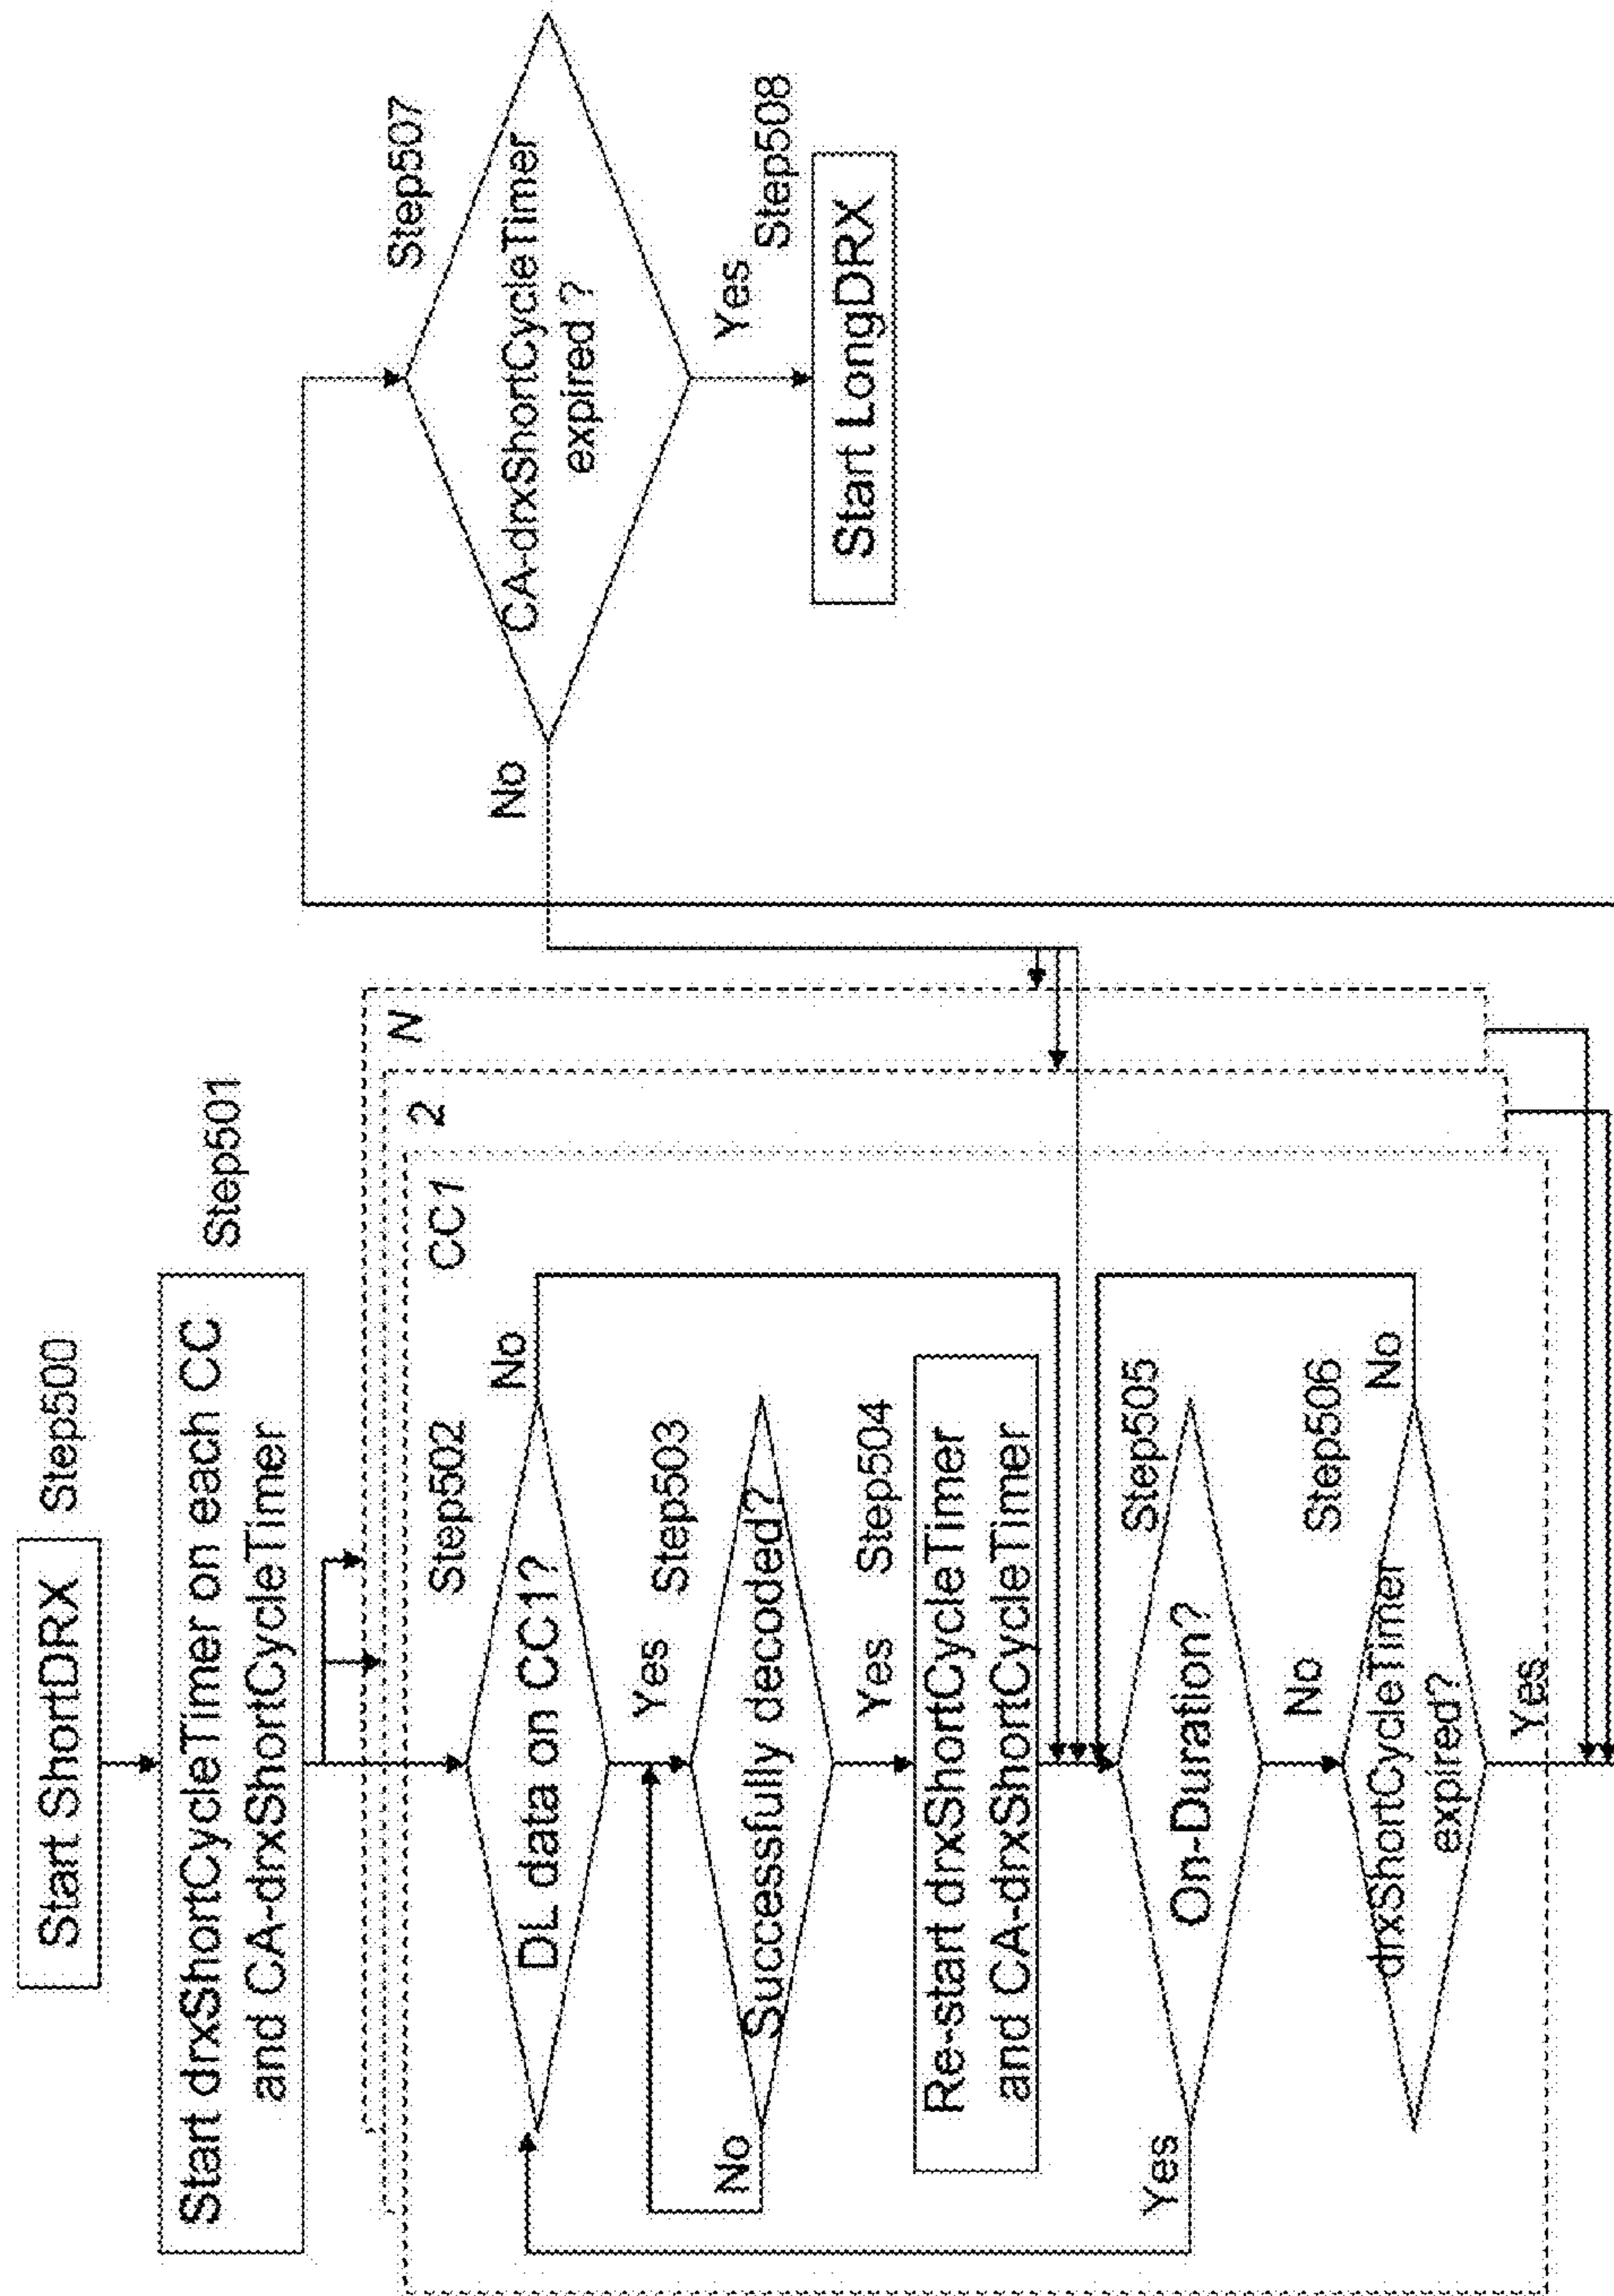 Start ShortDRX
Step500
Start drxShortCycleTimer on each CC
and CA-drxShortCycleTimer
Step501
N
2
CC1
Step502
DL data on CC1?
No
Yes
Step503
Successfully decoded?
No
Yes
Step504
Re-start drxShortCycleTimer
and CA-drxShortCycleTimer
Step505
On-Duration?
Yes
No
Step506
drxShortCycleTimer
expired?
No
Yes
Step507
CA-drxShortCycleTimer
expired ?
No
Yes
Step508
Start LongDRX